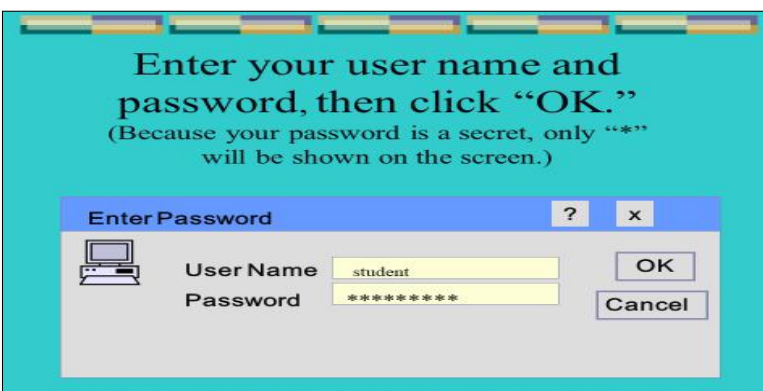 Enter your user name and
password, then click “OK.”
(Because your password is a secret, only “*”
will be shown on the screen.)
Enter Password ? x
User Name student OK
Password *********
Cancel